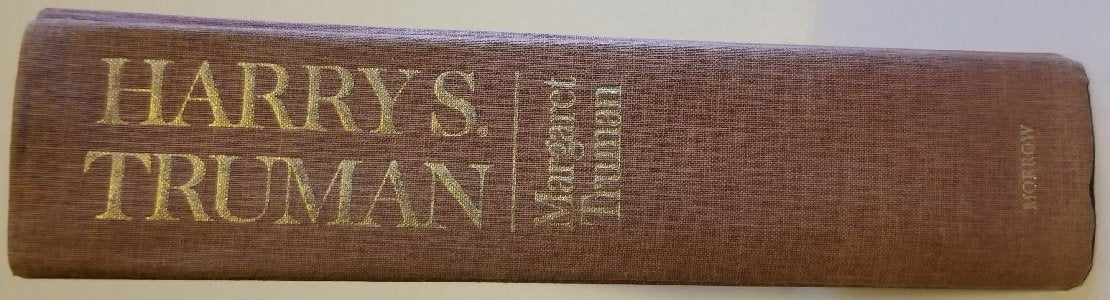 HARRY S.
TRUMAN
Margaret
Truman
MORROW